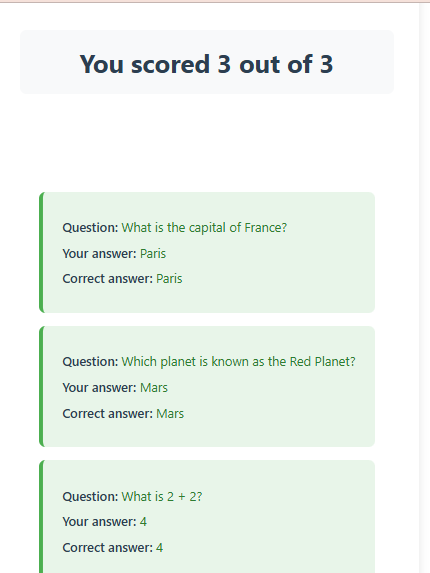 You scored 3 out of 3
Question: What is the capital of France?
Your answer: Paris
Correct answer: Paris
Question: Which planet is known as the Red Planet?
Your answer: Mars
Correct answer: Mars
Question: What is 2 + 2?
Your answer: 4
Correct answer: 4